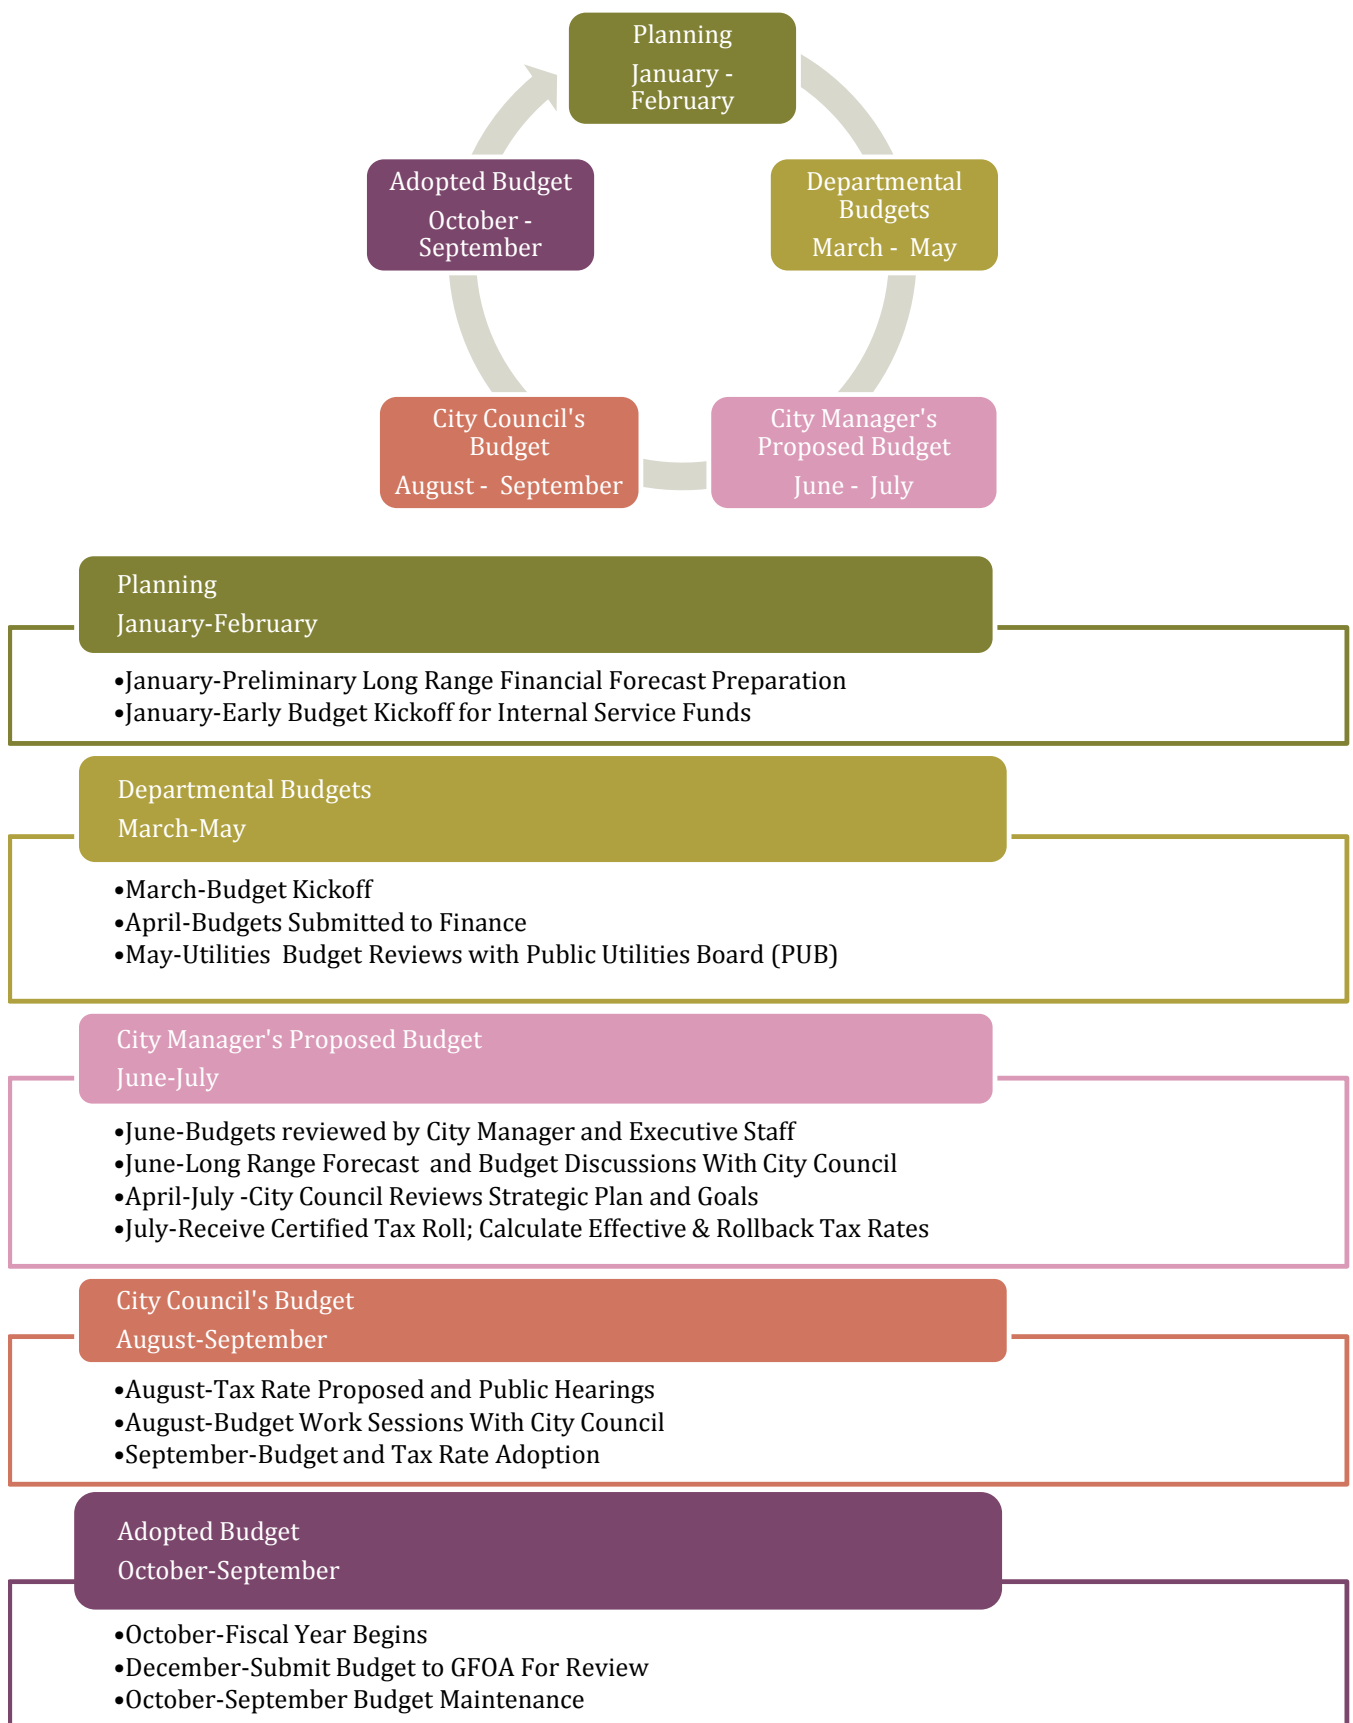 Planning
January -
February
Adopted Budget
October -
September
Departmental
Budgets
March -  May
City Council's
Budget
August -  September
City Manager's
Proposed Budget
June -  July
Planning
January-February
•January-Preliminary Long Range Financial Forecast Preparation
•January-Early Budget Kickoff for Internal Service Funds
Departmental Budgets
March-May
•March-Budget Kickoff
•April-Budgets Submitted to Finance
•May-Utilities  Budget Reviews with Public Utilities Board (PUB)
City Manager's Proposed Budget
June-July
•June-Budgets reviewed by City Manager and Executive Staff
•June-Long Range Forecast  and Budget Discussions With City Council
•April-July -City Council Reviews Strategic Plan and Goals
•July-Receive Certified Tax Roll; Calculate Effective & Rollback Tax Rates
City Council's Budget
August-September
•August-Tax Rate Proposed and Public Hearings
•August-Budget Work Sessions With City Council
•September-Budget and Tax Rate Adoption
Adopted Budget
October-September
•October-Fiscal Year Begins
•December-Submit Budget to GFOA For Review
•October-September Budget Maintenance